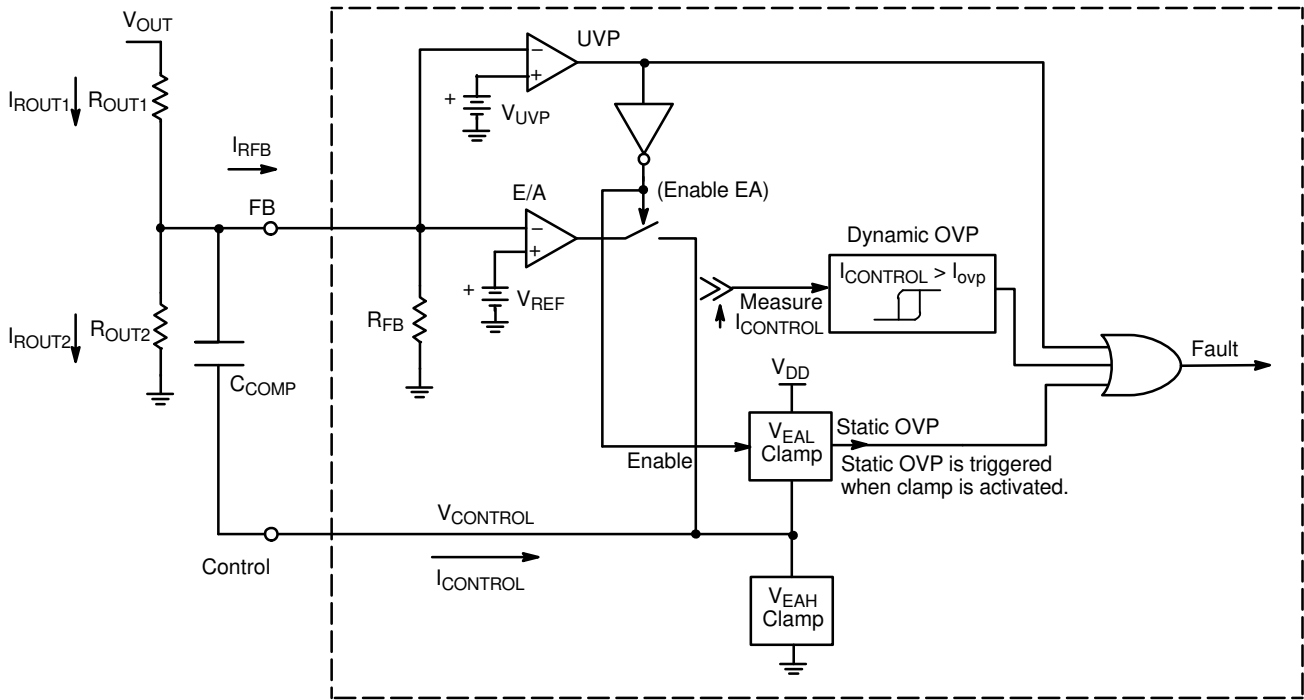 VOUT
IROUT1
ROUT1
IRFB
FB
IROUT2
ROUT2
CCOMP
Control
UVP
−
+
+
VUVP
(Enable EA)
E/A
−
+
+
VREF
RFB
Dynamic OVP
ICONTROL > Iovp
Measure
ICONTROL
VDD
VEAL
Clamp
Enable
Static OVP
Static OVP is triggered
when clamp is activated.
Fault
VCONTROL
ICONTROL
VEAH
Clamp